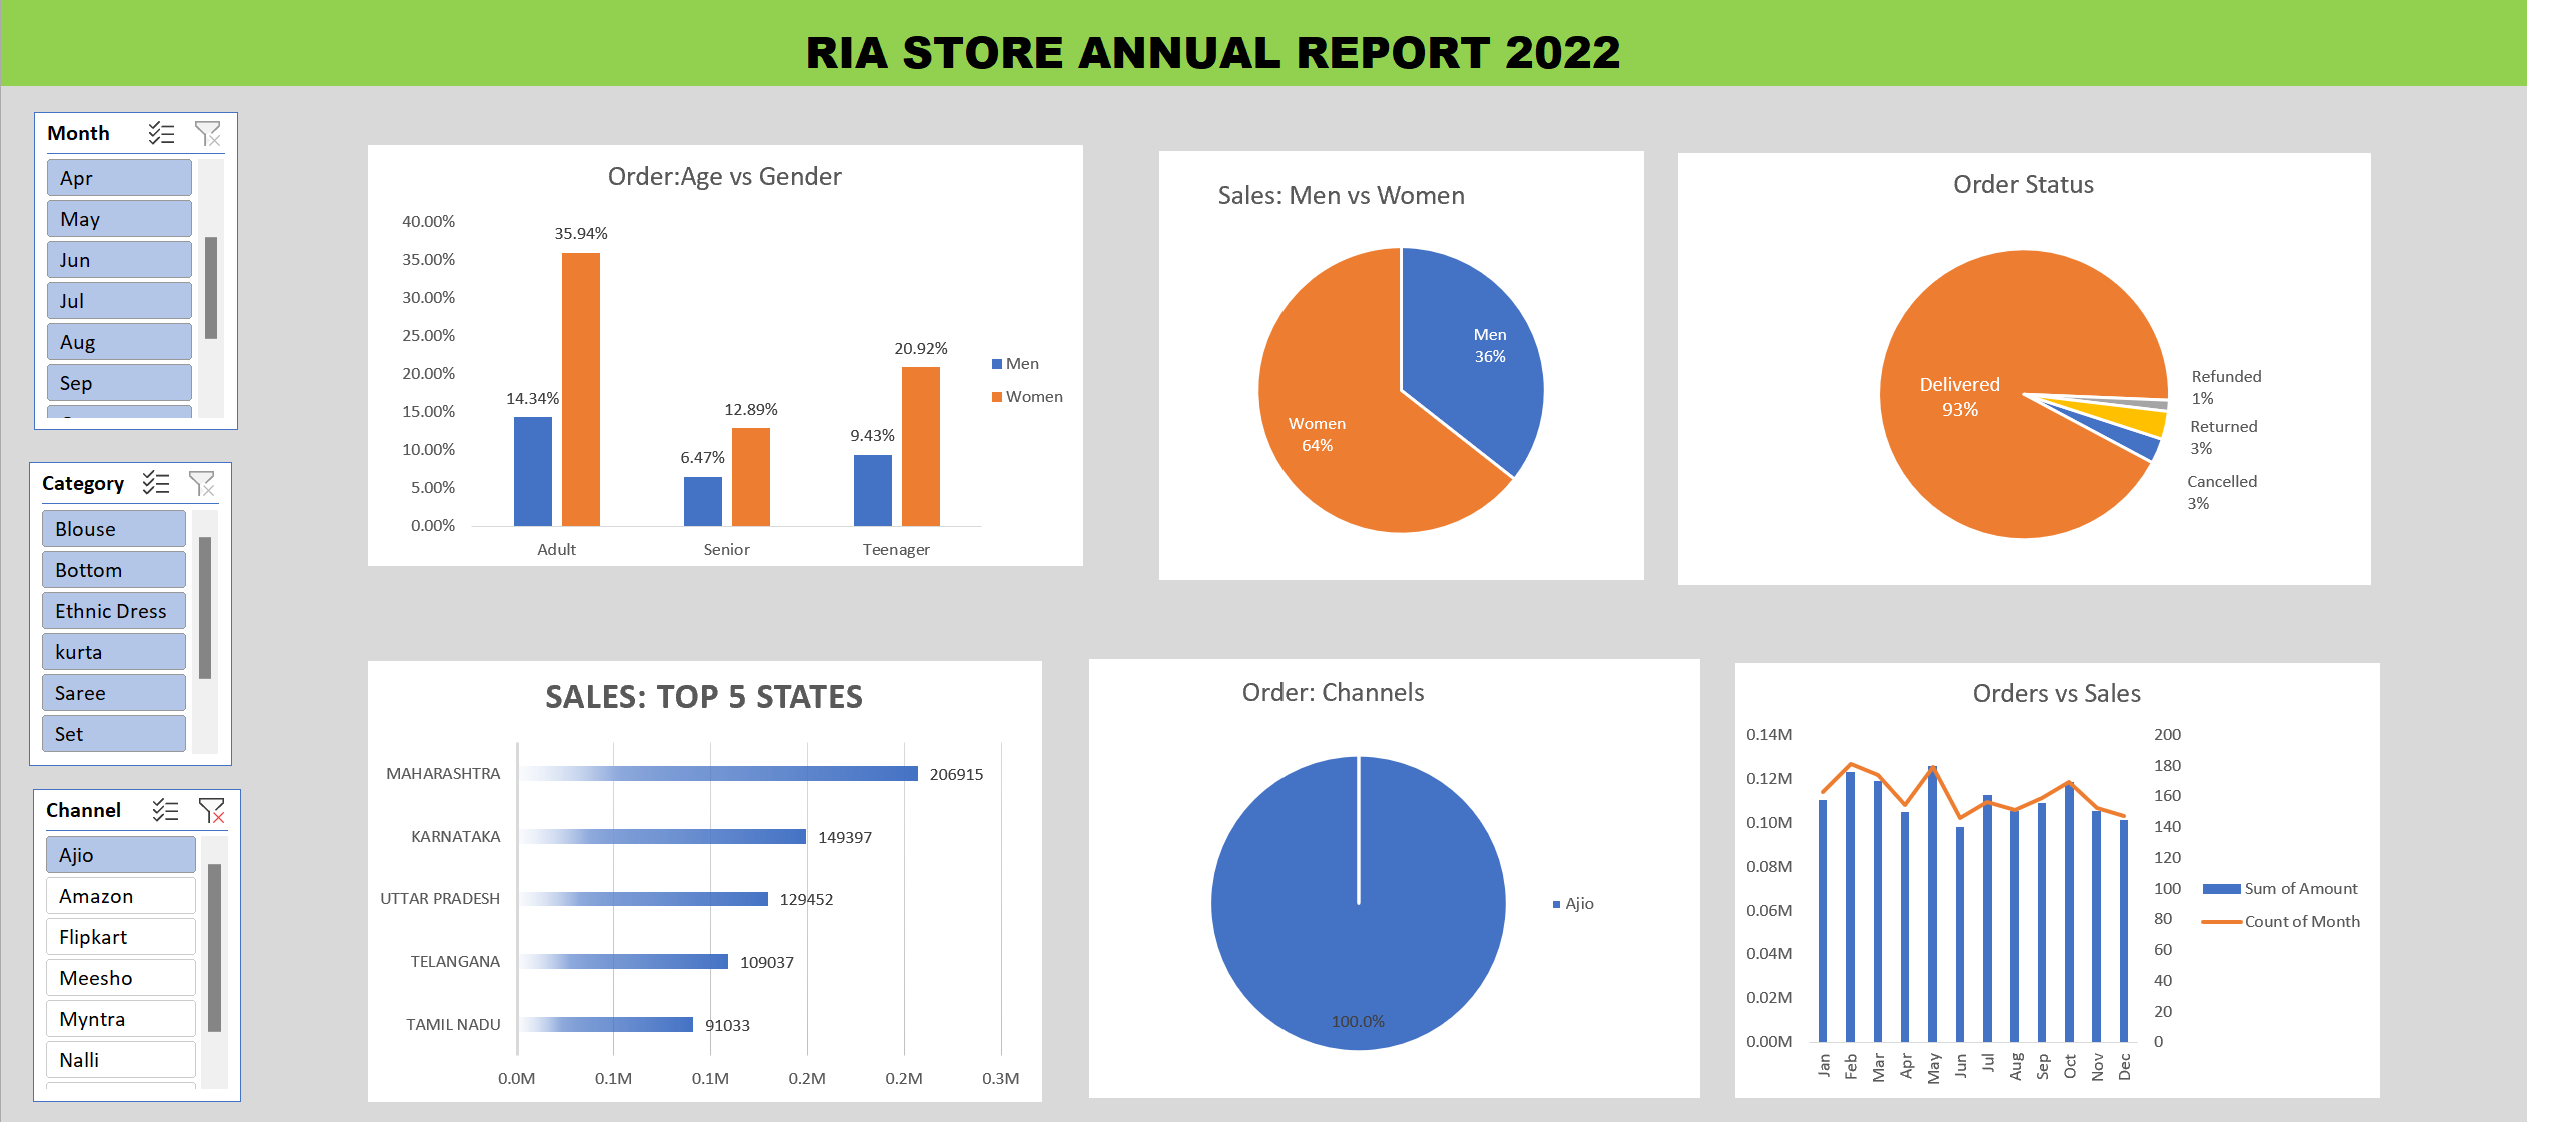 RIA STORE ANNUAL REPORT 2022
Month
Apr
May
Jun
Jul
Aug
Sep
Category
Blouse
Bottom
Ethnic Dress
kurta
Saree
Set
Channel
Ajio
Amazon
Flipkart
Meesho
Myntra
Nalli
Order:Age vs Gender
40.00%
35.00%
30.00%
25.00%
20.00%
15.00%
10.00%
5.00%
0.00%
14.34%
35.94%
6.47%
12.89%
9.43%
20.92%
Adult
Senior
Teenager
Men
Women
Sales: Men vs Women
Men
36%
Women
64%
Order Status
Delivered
93%
Refunded
1%
Returned
3%
Cancelled
3%
SALES: TOP 5 STATES
MAHARASHTRA 206915
KARNATAKA 149397
UTTAR PRADESH 129452
TELANGANA 109037
TAMIL NADU 91033
0.0M 0.1M 0.1M 0.2M 0.2M 0.3M
Order: Channels
100.0%
Ajio
Orders vs Sales
0.14M
0.12M
0.10M
0.08M
0.06M
0.04M
0.02M
0.00M
200
180
160
140
120
100
80
60
40
20
0
Jan Feb Mar Apr May Jun Jul Aug Sep Oct Nov Dec
Sum of Amount
Count of Month